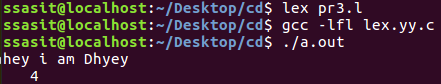 ssasit@localhost:~/Desktop/cd$ lex pr3.l
ssasit@localhost:~/Desktop/cd$ gcc -lfl lex.yy.c
ssasit@localhost:~/Desktop/cd$ ./a.out
hey i am Dhyey
4